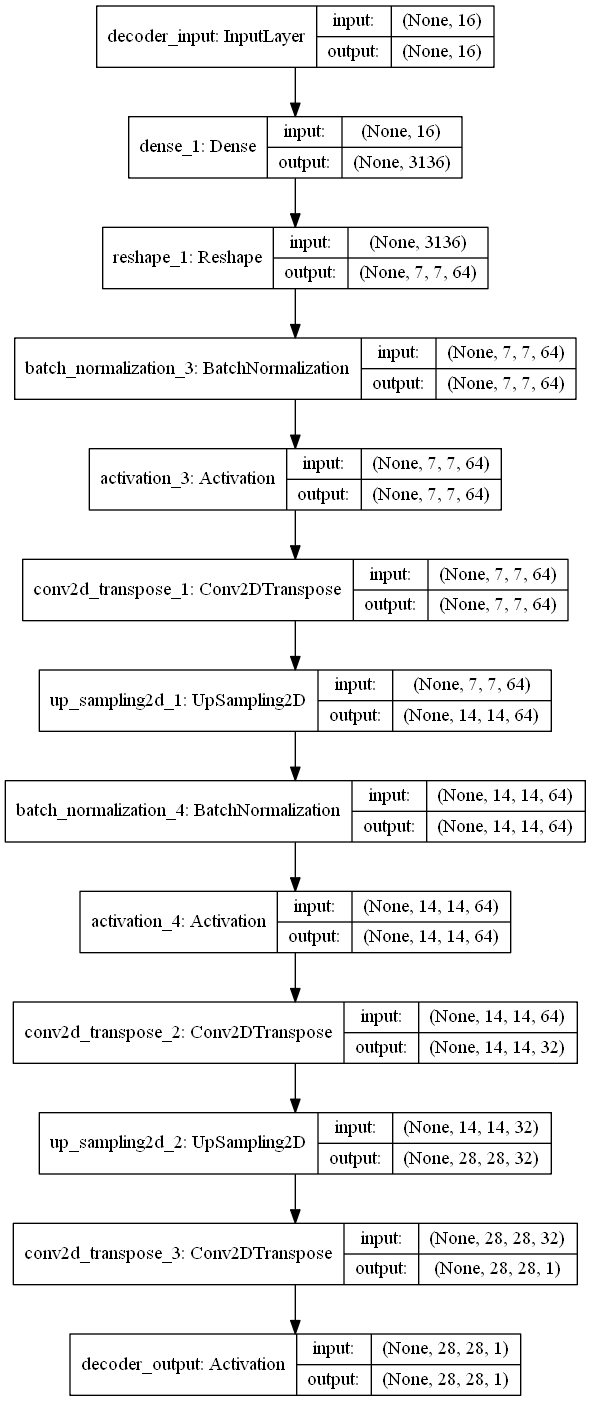 decoder_input: InputLayer
input: (None, 16)
output: (None, 16)
dense_1: Dense
input: (None, 16)
output: (None, 3136)
reshape_1: Reshape
input: (None, 3136)
output: (None, 7, 7, 64)
batch_normalization_3: BatchNormalization
input: (None, 7, 7, 64)
output: (None, 7, 7, 64)
activation_3: Activation
input: (None, 7, 7, 64)
output: (None, 7, 7, 64)
conv2d_transpose_1: Conv2DTranspose
input: (None, 7, 7, 64)
output: (None, 7, 7, 64)
up_sampling2d_1: UpSampling2D
input: (None, 7, 7, 64)
output: (None, 14, 14, 64)
batch_normalization_4: BatchNormalization
input: (None, 14, 14, 64)
output: (None, 14, 14, 64)
activation_4: Activation
input: (None, 14, 14, 64)
output: (None, 14, 14, 64)
conv2d_transpose_2: Conv2DTranspose
input: (None, 14, 14, 64)
output: (None, 14, 14, 32)
up_sampling2d_2: UpSampling2D
input: (None, 14, 14, 32)
output: (None, 28, 28, 32)
conv2d_transpose_3: Conv2DTranspose
input: (None, 28, 28, 32)
output: (None, 28, 28, 1)
decoder_output: Activation
input: (None, 28, 28, 1)
output: (None, 28, 28, 1)